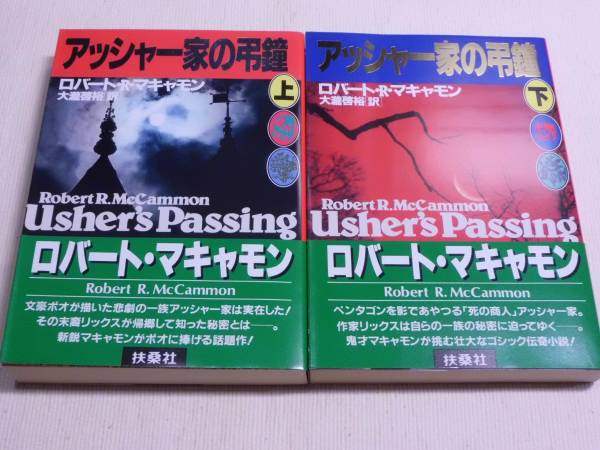 アッシャー家の弔鐘
ロバート・R・マキャモン
大瀧啓裕 訳
上
Robert R. McCammon
Usher's Passing
ロバート・マキャモン
Robert R. McCammon
文豪ポオが描いた悲劇の一族アッシャー家は実在した!
その末裔リックスが帰郷して知った秘密とは──。
新鋭マキャモンがポオに捧げる話題作!
扶桑社
アッシャー家の弔鐘
ロバート・R・マキャモン
大瀧啓裕[訳]
下
Robert R. McCammon
Usher's Passing
ロバート・マキャモン
Robert R. McCammon
ペンタゴンを影であやつる「死の商人」アッシャー家。
作家リックスは自らの一族の秘密に迫ってゆく──。
鬼才マキャモンが挑む壮大なゴシック伝奇小説!
扶桑社